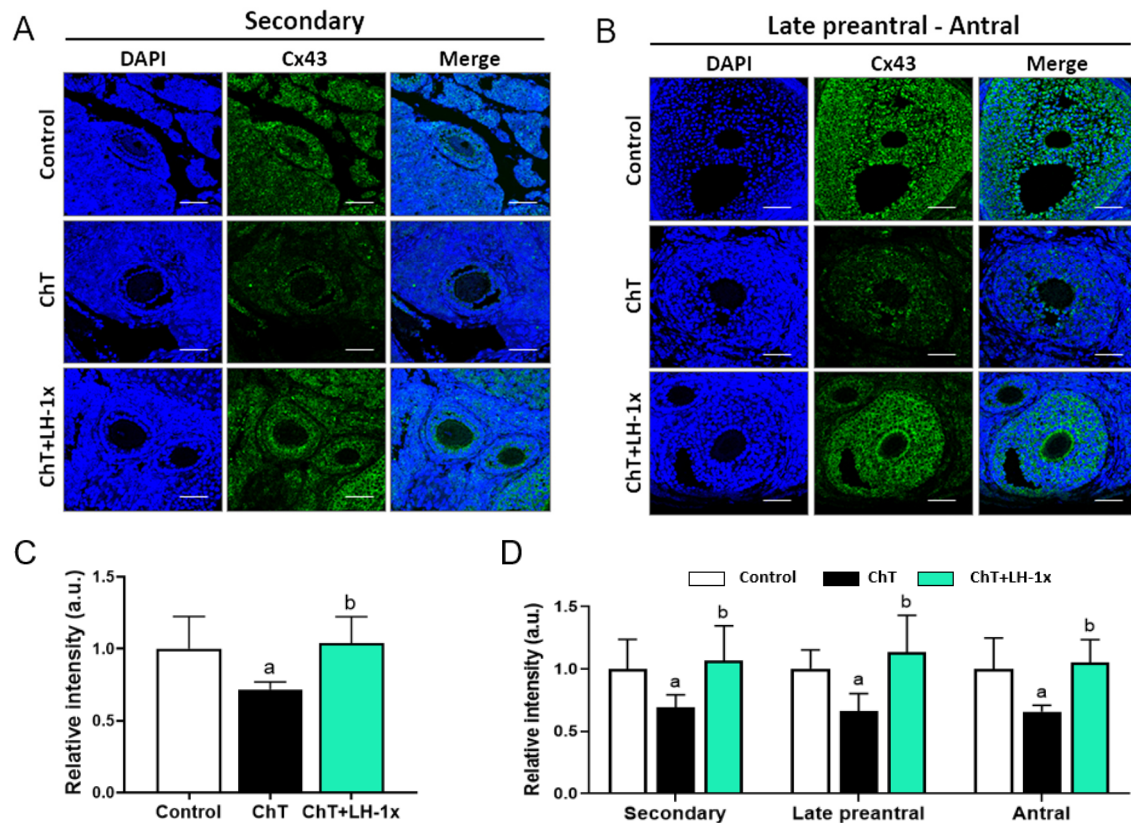 A
Secondary
DAPI Cx43 Merge
Control
ChT
ChT+LH-1x
B
Late preantral - Antral
DAPI Cx43 Merge
Control
ChT
ChT+LH-1x
C
Relative intensity (a.u.)
1.5
1.0
0.5
0.0
a
b
Control ChT ChT+LH-1x
D
Control ChT ChT+LH-1x
Relative intensity (a.u.)
1.5
1.0
0.5
0.0
a
b
a
b
a
b
Secondary Late preantral Antral